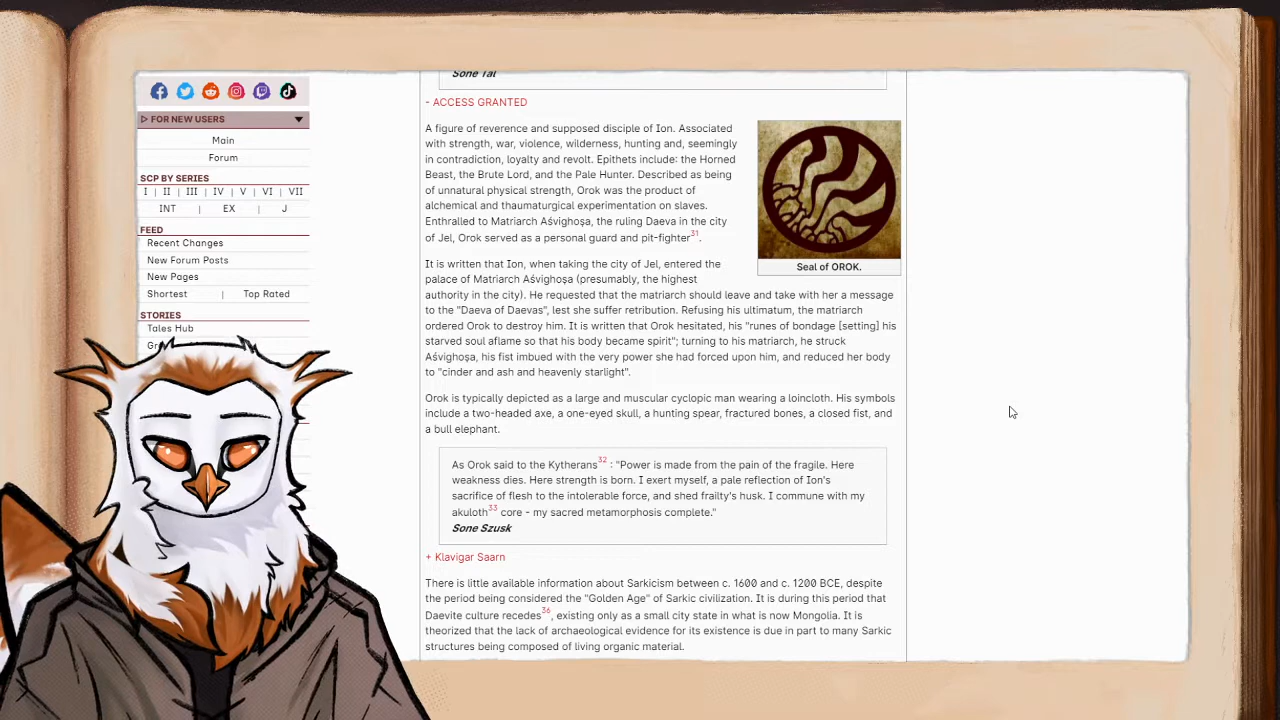 Sone Tal
- ACCESS GRANTED
▷ FOR NEW USERS
Main
Forum
SCP BY SERIES
I | II | III | IV | V | VI | VII
INT | EX | J
FEED
Recent Changes
New Forum Posts
New Pages
Shortest | Top Rated
STORIES
Tales Hub
A figure of reverence and supposed disciple of Ion. Associated
with strength, war, violence, wilderness, hunting and, seemingly
in contradiction, loyalty and revolt. Epithets include: the Horned
Beast, the Brute Lord, and the Pale Hunter. Described as being
of unnatural physical strength, Orok was the product of
alchemical and thaumaturgical experimentation on slaves.
Enthralled to Matriarch Aśvighoṣa, the ruling Daeva in the city
of Jel, Orok served as a personal guard and pit-fighter31.
Seal of OROK.
It is written that Ion, when taking the city of Jel, entered the
palace of Matriarch Aśvighoṣa (presumably, the highest
authority in the city). He requested that the matriarch should leave and take with her a message
to the "Daeva of Daevas", lest she suffer retribution. Refusing his ultimatum, the matriarch
ordered Orok to destroy him. It is written that Orok hesitated, his "runes of bondage [setting] his
starved soul aflame so that his body became spirit"; turning to his matriarch, he struck
Aśvighoṣa, his fist imbued with the very power she had forced upon him, and reduced her body
to "cinder and ash and heavenly starlight".
Orok is typically depicted as a large and muscular cyclopic man wearing a loincloth. His symbols
include a two-headed axe, a one-eyed skull, a hunting spear, fractured bones, a closed fist, and
a bull elephant.
As Orok said to the Kytherans32 : "Power is made from the pain of the fragile. Here
weakness dies. Here strength is born. I exert myself, a pale reflection of Ion's
sacrifice of flesh to the intolerable force, and shed frailty's husk. I commune with my
akuloth33 core - my sacred metamorphosis complete."
Sone Szusk
+ Klavigar Saarn
There is little available information about Sarkicism between c. 1600 and c. 1200 BCE, despite
the period being considered the "Golden Age" of Sarkic civilization. It is during this period that
Daevite culture recedes36, existing only as a small city state in what is now Mongolia. It is
theorized that the lack of archaeological evidence for its existence is due in part to many Sarkic
structures being composed of living organic material.